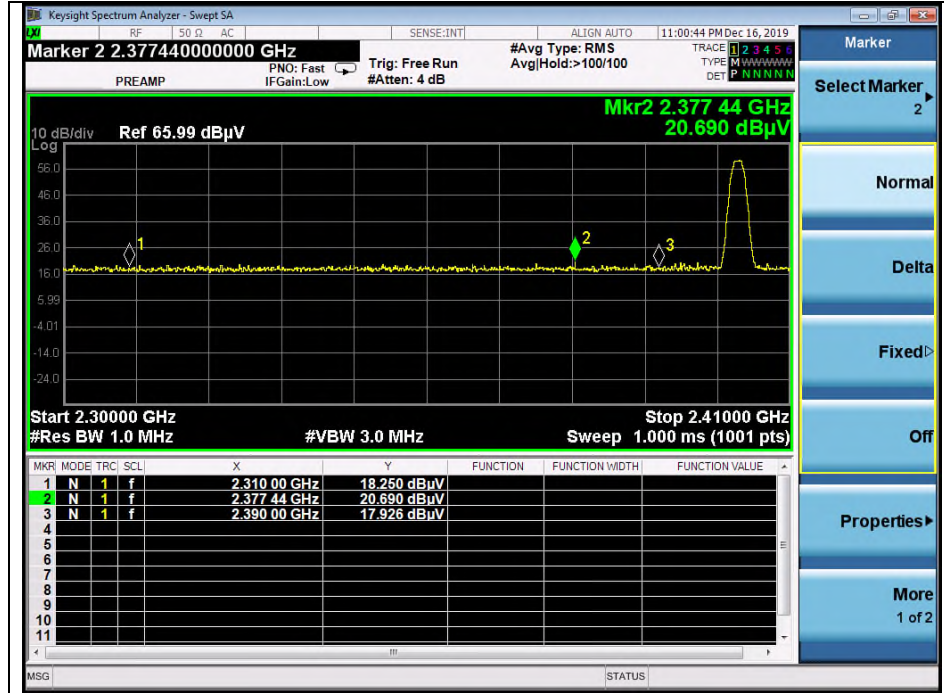 Keysight Spectrum Analyzer - Swept SA
LXI RF 50 Ω AC SENSE:INT ALIGN AUTO 11:00:44 PM Dec 16, 2019
Marker 2 2.377440000000 GHz
PREAMP
PNO: Fast
IFGain:Low
Trig: Free Run
#Atten: 4 dB
#Avg Type: RMS
Avg|Hold:>100/100
TRACE 1 2 3 4 5 6
TYPE M WWWWW
DET P N N N N N
Mkr2 2.377 44 GHz
20.690 dBµV
10 dB/div Ref 65.99 dBµV
Log
56.0
46.0
36.0
26.0
16.0
5.99
-4.01
-14.0
-24.0
1
2
3
Start 2.30000 GHz Stop 2.41000 GHz
#Res BW 1.0 MHz #VBW 3.0 MHz Sweep 1.000 ms (1001 pts)
MKR MODE TRC SCL X Y FUNCTION FUNCTION WIDTH FUNCTION VALUE
1 N 1 f 2.310 00 GHz 18.250 dBµV
2 N 1 f 2.377 44 GHz 20.690 dBµV
3 N 1 f 2.390 00 GHz 17.926 dBµV
4
5
6
7
8
9
10
11
MSG STATUS
Marker
Select Marker
2
Normal
Delta
Fixed
Off
Properties
More
1 of 2